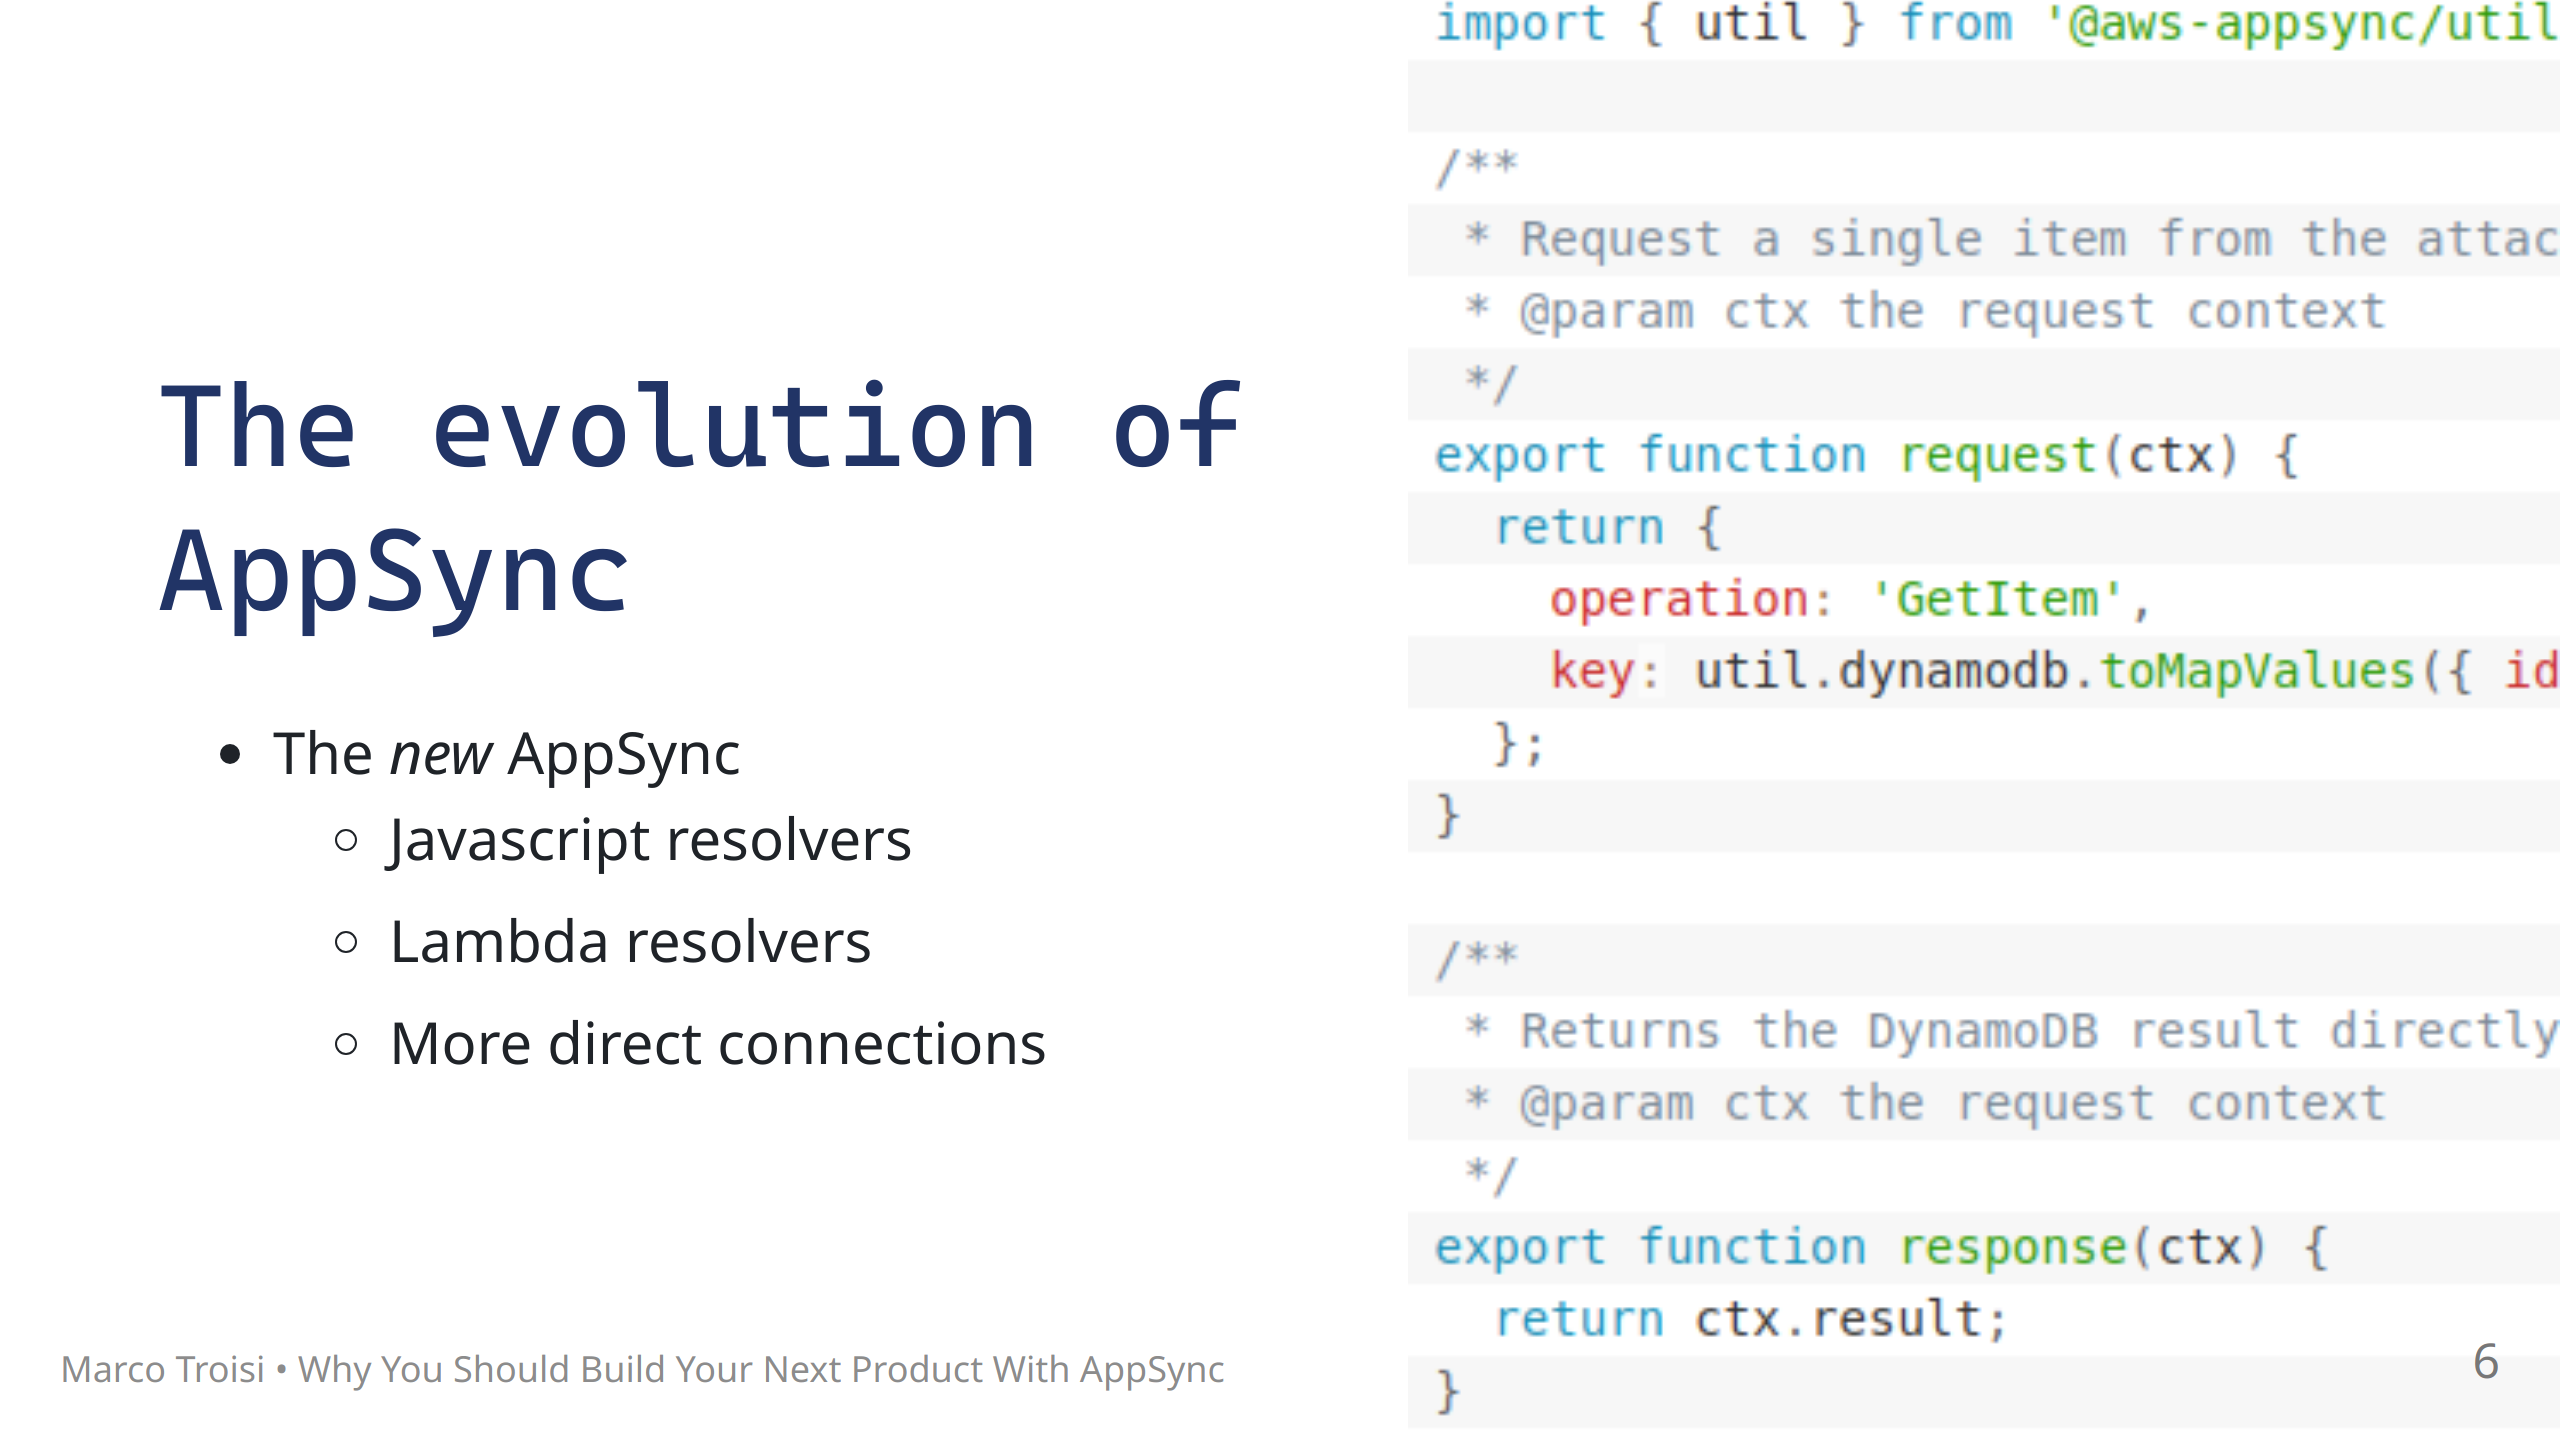 The evolution of
AppSync
• The new AppSync
○ Javascript resolvers
○ Lambda resolvers
○ More direct connections
import { util } from '@aws-appsync/util
/**
 * Request a single item from the attac
 * @param ctx the request context
 */
export function request(ctx) {
  return {
    operation: 'GetItem',
    key: util.dynamodb.toMapValues({ id
  };
}
/**
 * Returns the DynamoDB result directly
 * @param ctx the request context
 */
export function response(ctx) {
  return ctx.result;
}
Marco Troisi • Why You Should Build Your Next Product With AppSync
6